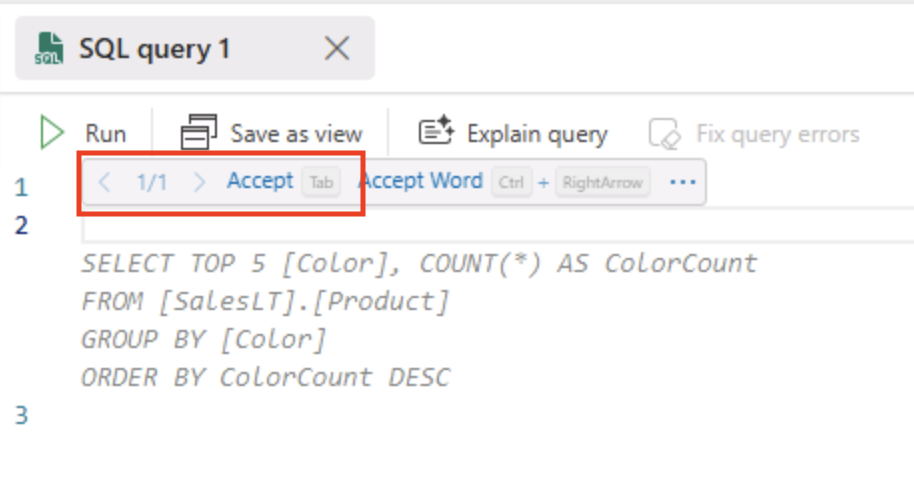 SQL SQL query 1
Run Save as view Explain query Fix query errors
1 < 1/1 > Accept Tab Accept Word Ctrl + RightArrow ...
2
SELECT TOP 5 [Color], COUNT(*) AS ColorCount
FROM [SalesLT].[Product]
GROUP BY [Color]
ORDER BY ColorCount DESC
3